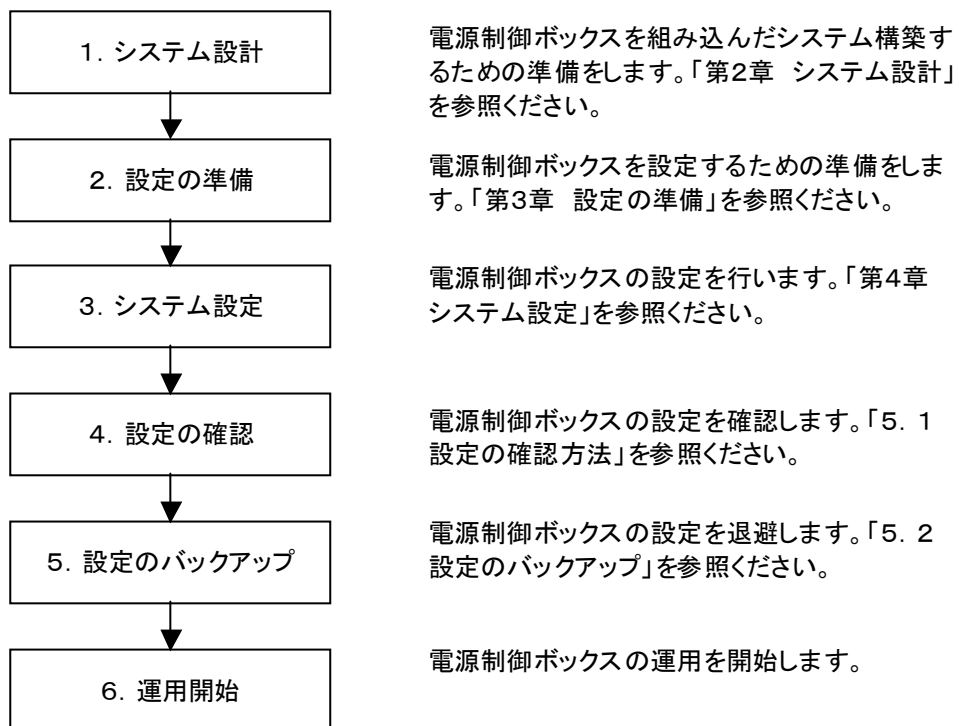 1．システム設計
電源制御ボックスを組み込んだシステム構築す
るための準備をします。「第2章　システム設計」
を参照ください。
2．設定の準備
電源制御ボックスを設定するための準備をしま
す。「第3章　設定の準備」を参照ください。
3．システム設定
電源制御ボックスの設定を行います。「第4章
システム設定」を参照ください。
4．設定の確認
電源制御ボックスの設定を確認します。「5．1
設定の確認方法」を参照ください。
5．設定のバックアップ
電源制御ボックスの設定を退避します。「5．2
設定のバックアップ」を参照ください。
6．運用開始
電源制御ボックスの運用を開始します。